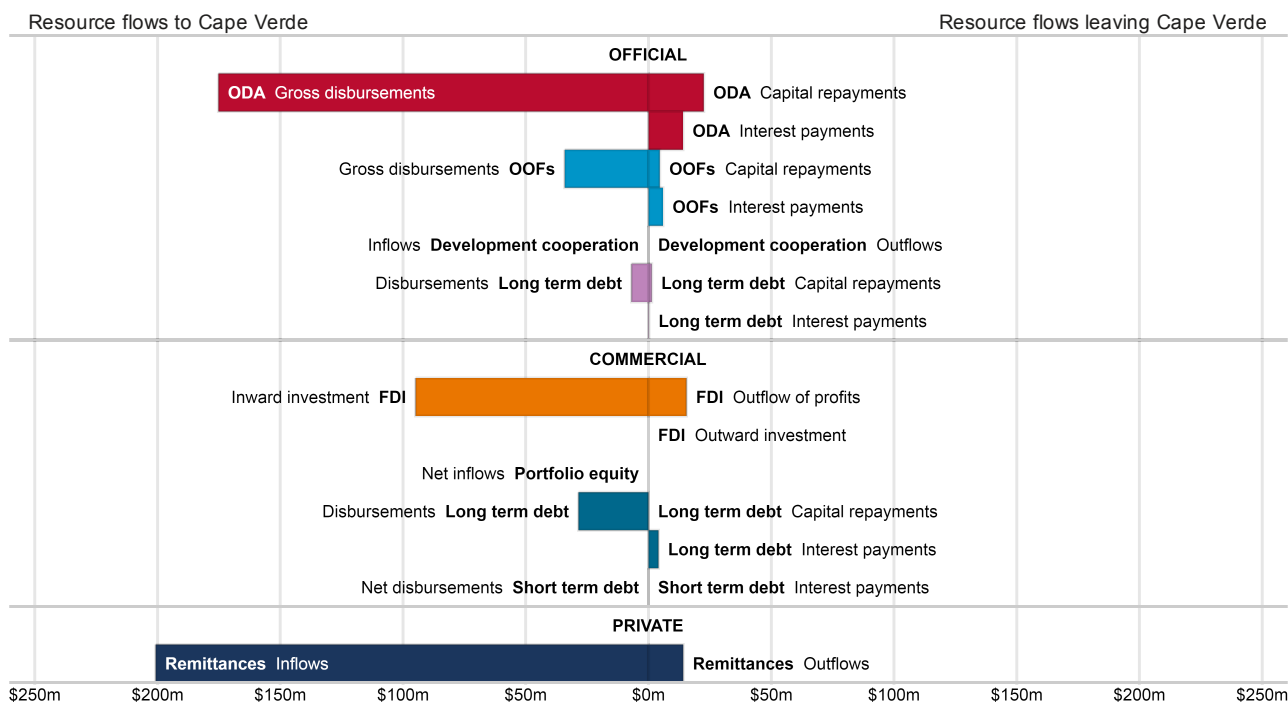 Resource flows to Cape Verde Resource flows leaving Cape Verde
OFFICIAL
ODA Gross disbursements ODA Capital repayments
ODA Interest payments
Gross disbursements OOFs OOFs Capital repayments
OOFs Interest payments
Inflows Development cooperation Development cooperation Outflows
Disbursements Long term debt Long term debt Capital repayments
Long term debt Interest payments
COMMERCIAL
Inward investment FDI FDI Outflow of profits
FDI Outward investment
Net inflows Portfolio equity
Disbursements Long term debt Long term debt Capital repayments
Long term debt Interest payments
Net disbursements Short term debt Short term debt Interest payments
PRIVATE
Remittances Inflows Remittances Outflows
$250m $200m $150m $100m $50m $0m $50m $100m $150m $200m $250m